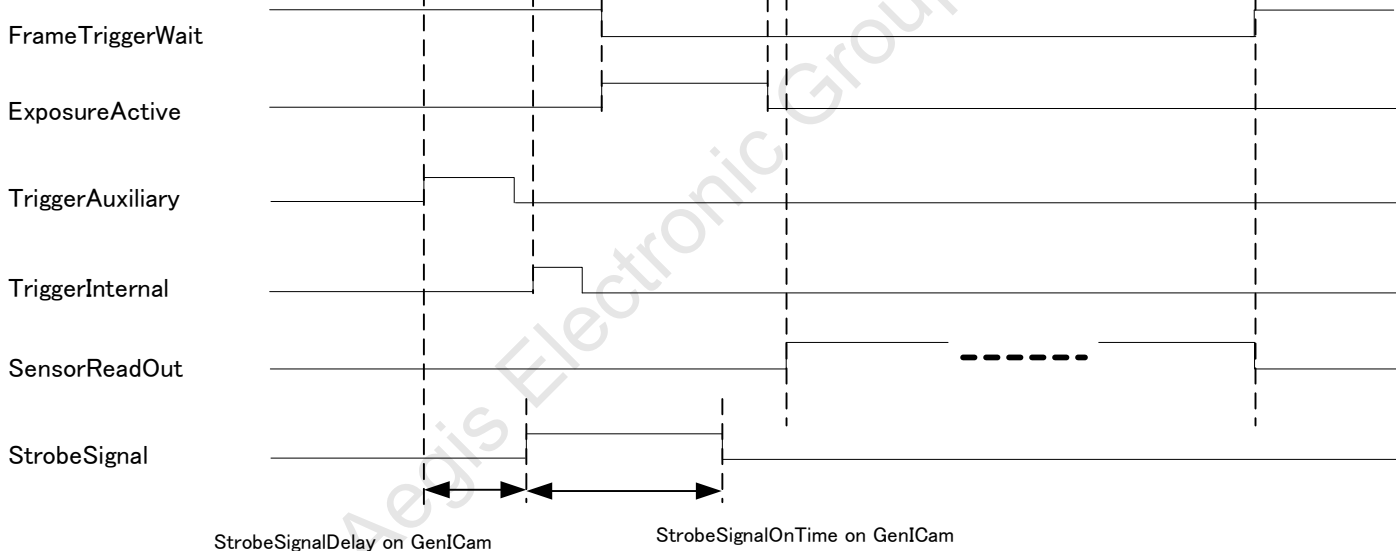 FrameTriggerWait
ExposureActive
TriggerAuxiliary
TriggerInternal
SensorReadOut
StrobeSignal
StrobeSignalDelay on GenICam
StrobeSignalOnTime on GenICam
Aegis Electronic Group